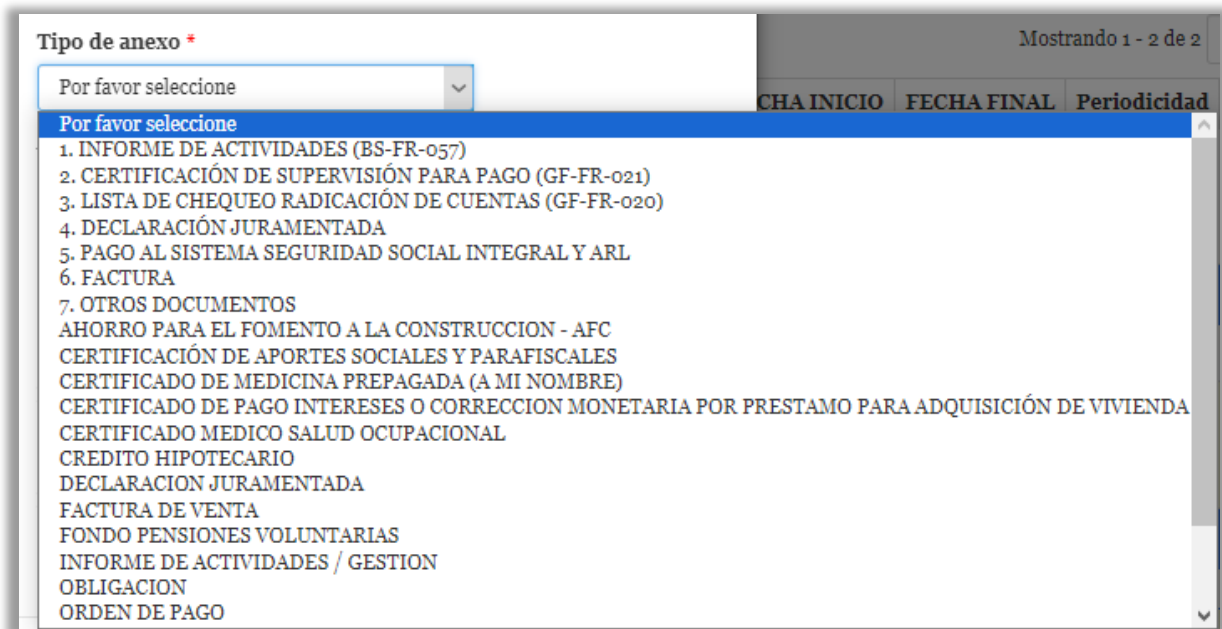 Tipo de anexo *
Mostrando 1 - 2 de 2
Por favor seleccione
CHA INICIO FECHA FINAL Periodicidad
Por favor seleccione
1. INFORME DE ACTIVIDADES (BS-FR-057)
2. CERTIFICACIÓN DE SUPERVISIÓN PARA PAGO (GF-FR-021)
3. LISTA DE CHEQUEO RADICACIÓN DE CUENTAS (GF-FR-020)
4. DECLARACIÓN JURAMENTADA
5. PAGO AL SISTEMA SEGURIDAD SOCIAL INTEGRAL Y ARL
6. FACTURA
7. OTROS DOCUMENTOS
AHORRO PARA EL FOMENTO A LA CONSTRUCCION - AFC
CERTIFICACIÓN DE APORTES SOCIALES Y PARAFISCALES
CERTIFICADO DE MEDICINA PREPAGADA (A MI NOMBRE)
CERTIFICADO DE PAGO INTERESES O CORRECCION MONETARIA POR PRESTAMO PARA ADQUISICIÓN DE VIVIENDA
CERTIFICADO MEDICO SALUD OCUPACIONAL
CREDITO HIPOTECARIO
DECLARACION JURAMENTADA
FACTURA DE VENTA
FONDO PENSIONES VOLUNTARIAS
INFORME DE ACTIVIDADES / GESTION
OBLIGACION
ORDEN DE PAGO